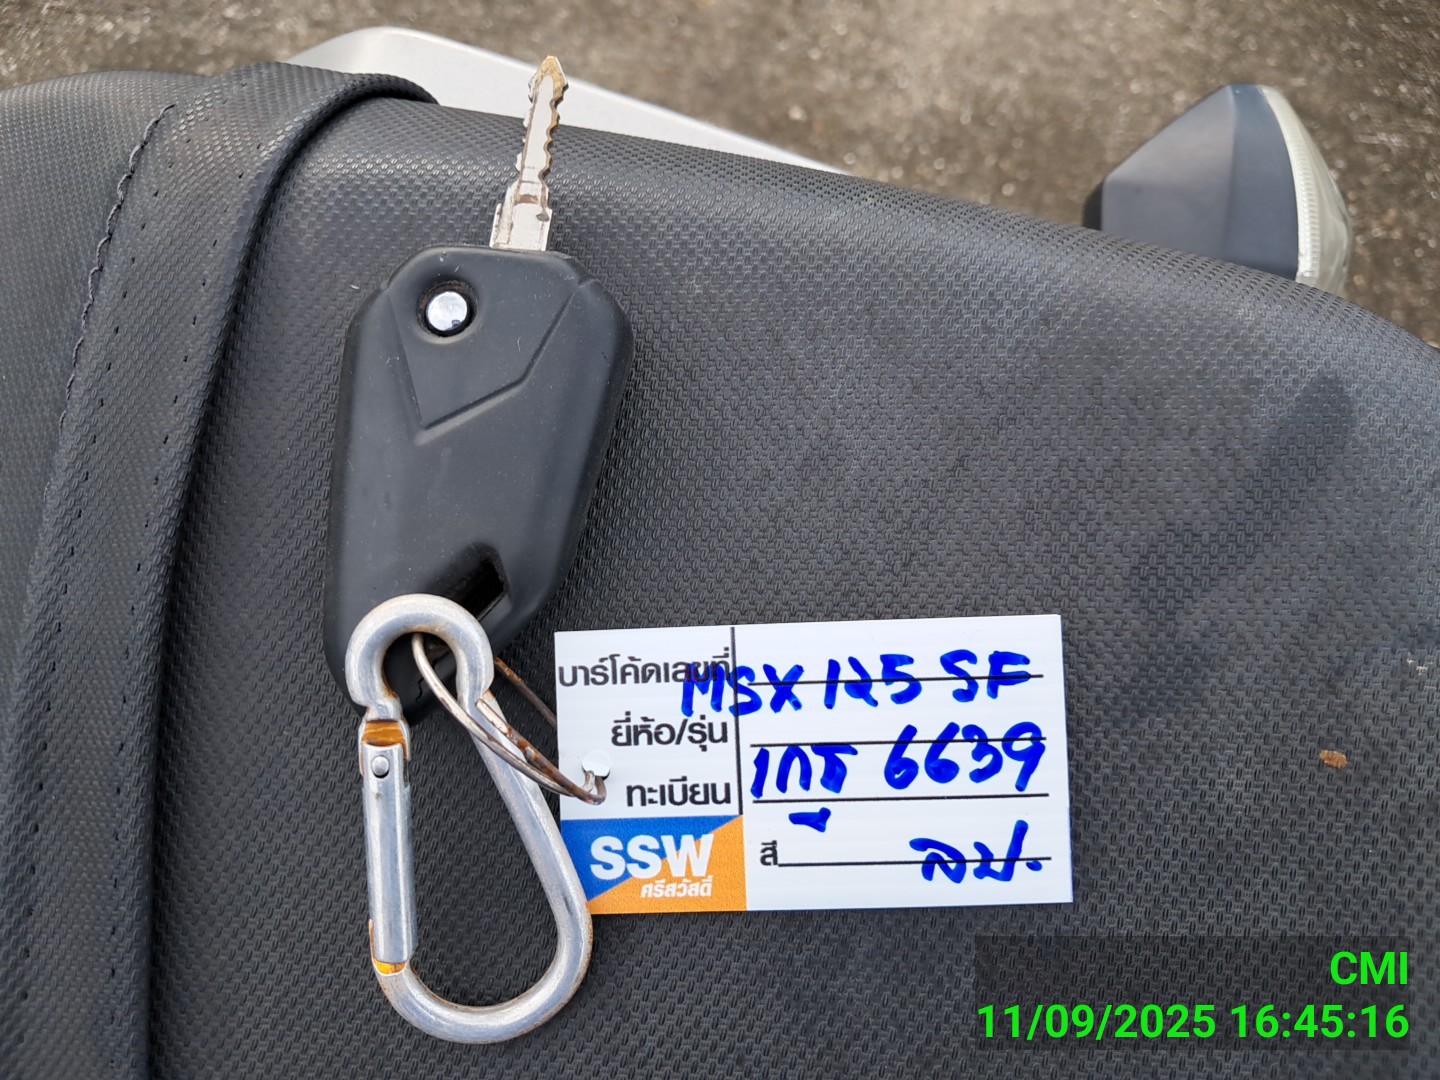 บาร์โค้ดเลขที่
MSX 125 SF
ยี่ห้อ/รุ่น
ทะเบียน
1กธ 6639
SSW
ศรีสวัสดิ์
สี
ลป.
CMI
11/09/2025 16:45:16